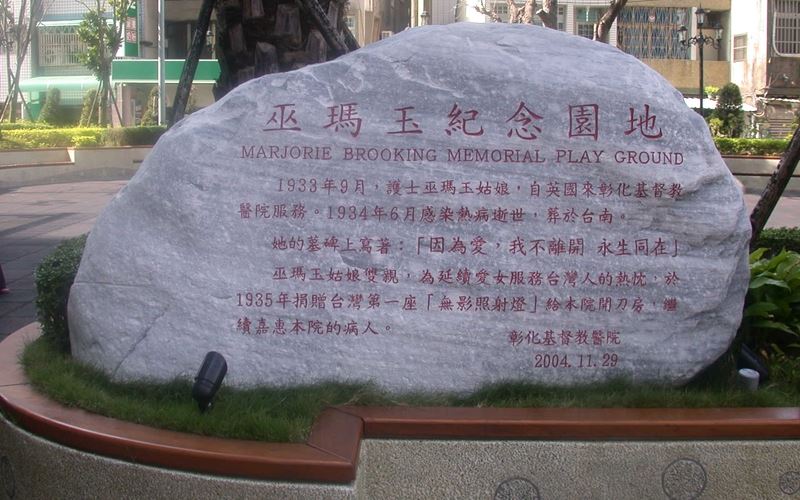 巫瑪玉紀念園地
MARJORIE BROOKING MEMORIAL PLAY GROUND
1933年9月，護士巫瑪玉姑娘，自英國來彰化基督教
醫院服務。1934年6月感染熱病逝世，葬於台南。
她的墓碑上寫著：「因為愛，我不離開 永生同在」
巫瑪玉姑娘雙親，為延續愛女服務台灣人的熱忱，於
1935年捐贈台灣第一座「無影照射燈」給本院開刀房，繼
續嘉惠本院的病人。
彰化基督教醫院
2004.11.29